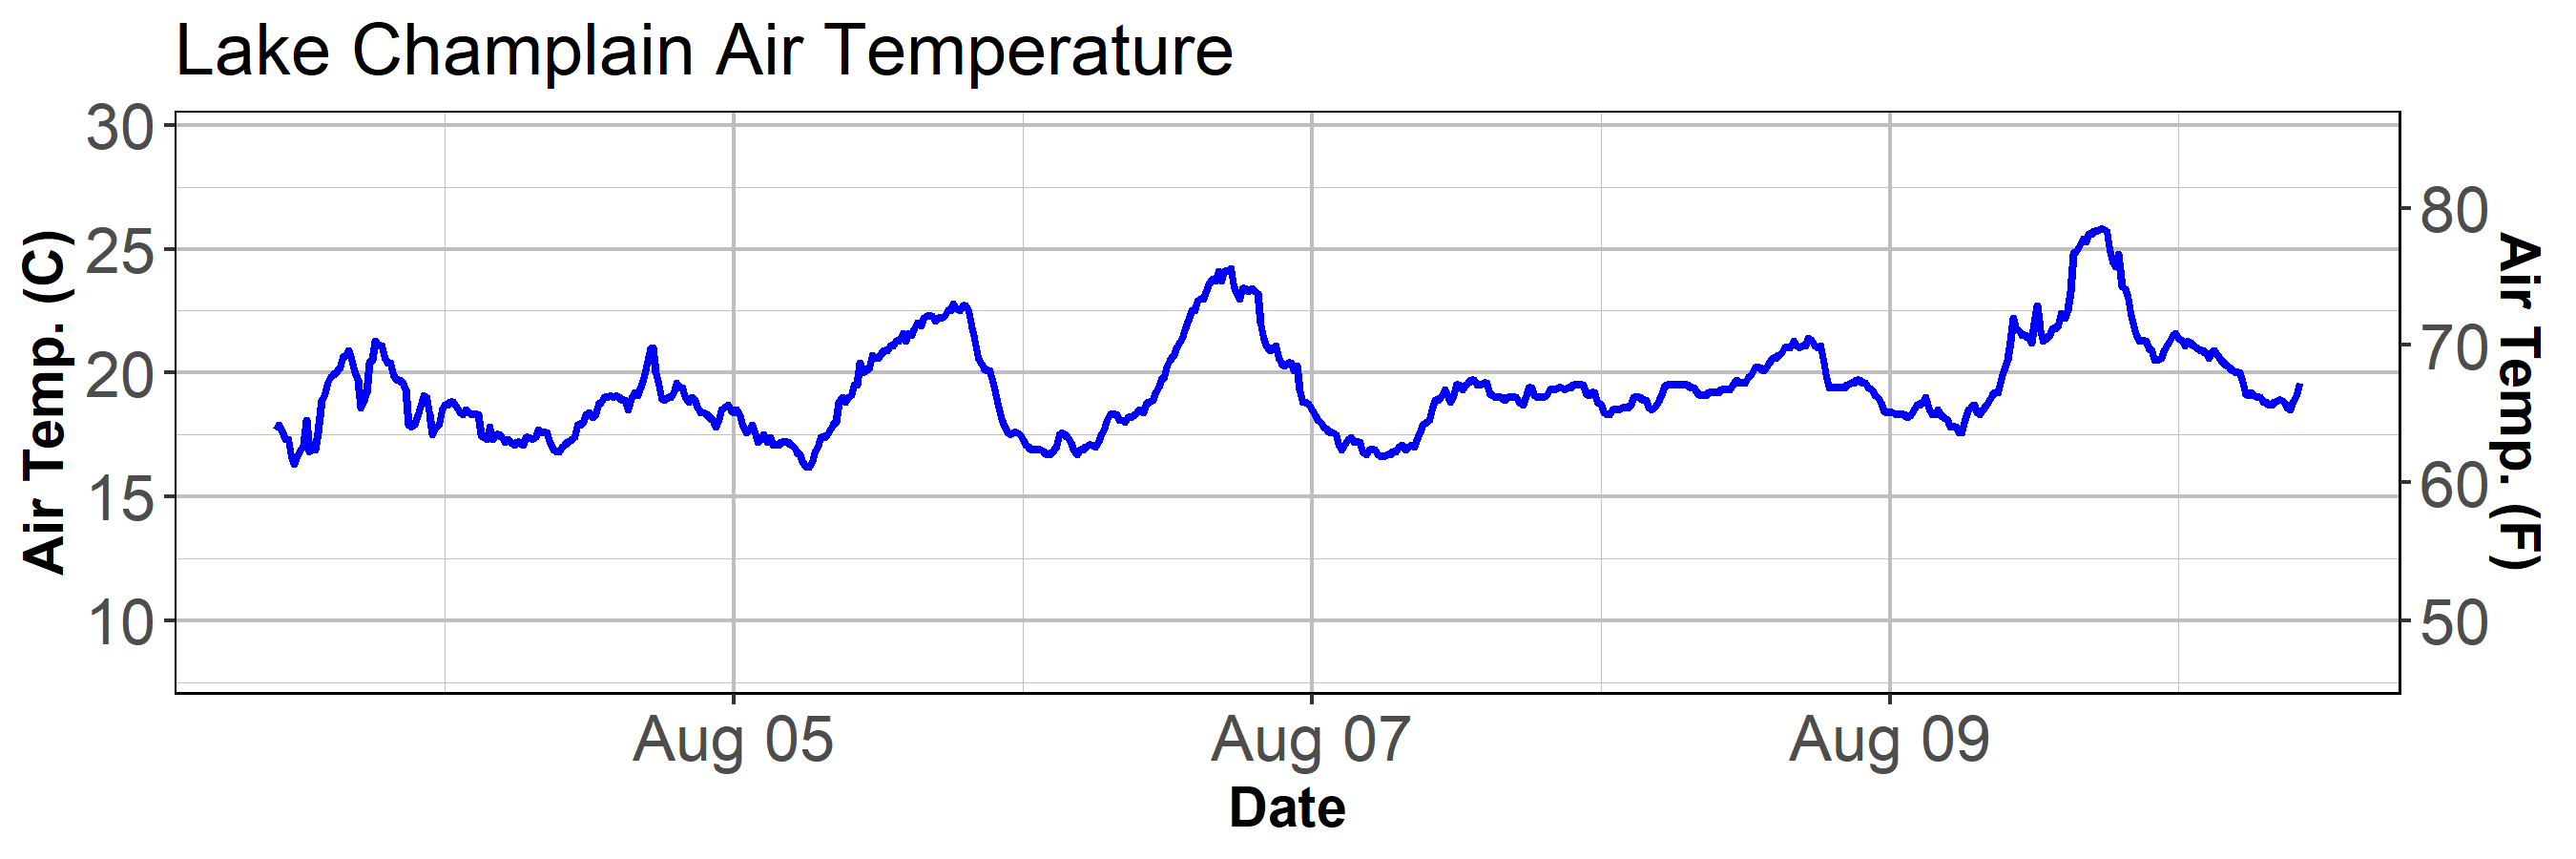 Lake Champlain Air Temperature
Air Temp. (C)
30
25
20
15
10
80
70
60
50
Air Temp. (F)
Aug 05
Aug 07
Aug 09
Date